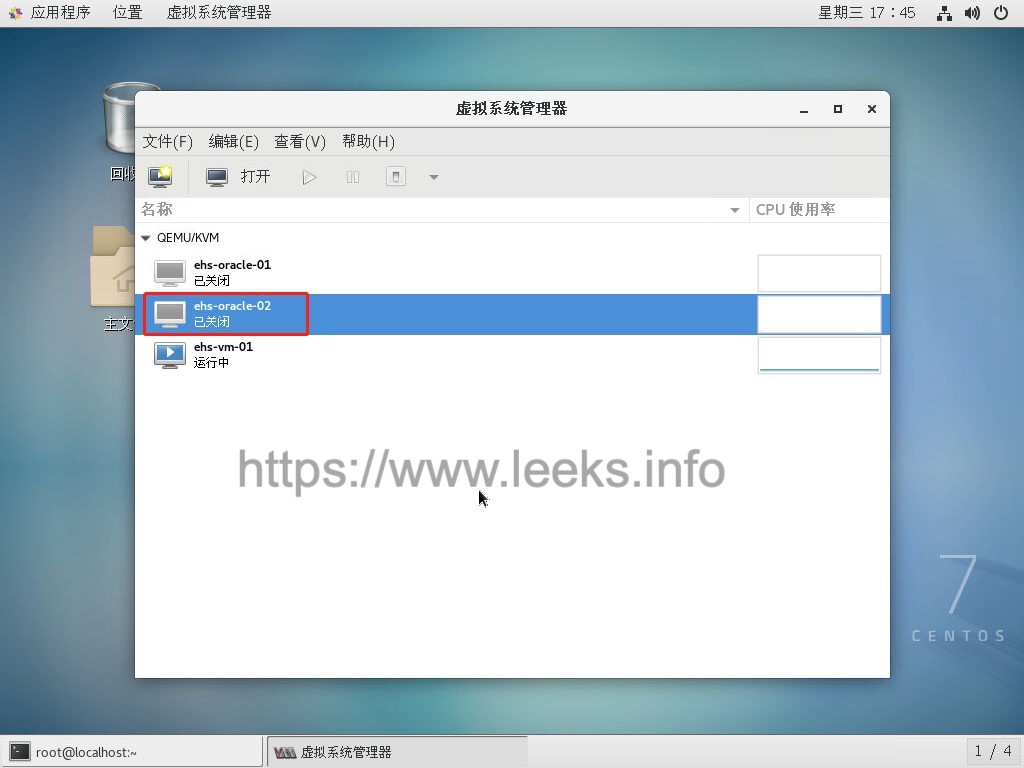 应用程序 位置 虚拟系统管理器 星期三 17：45
虚拟系统管理器
文件(F) 编辑(E) 查看(V) 帮助(H)
打开
名称 CPU 使用率
QEMU/KVM
ehs-oracle-01
已关闭
ehs-oracle-02
已关闭
ehs-vm-01
运行中
回收
主文
https://www.leeks.info
7
CENTOS
root@localhost:~ 虚拟系统管理器 1 / 4